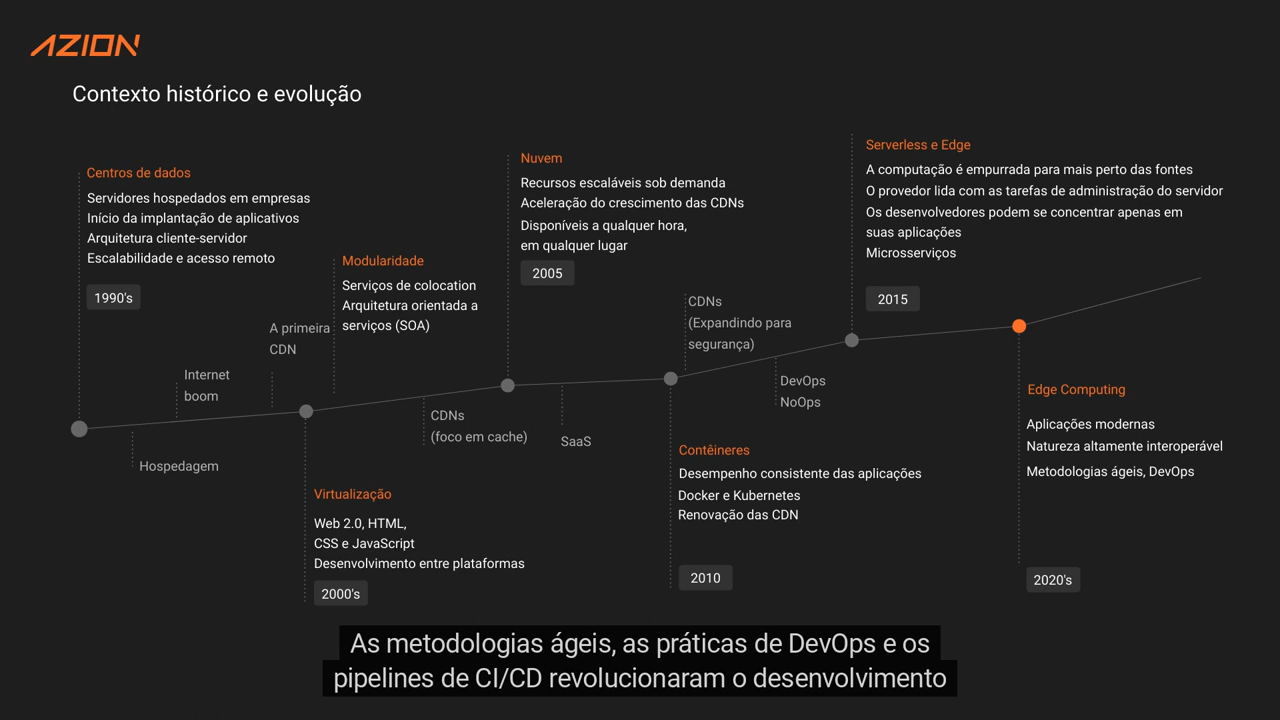 AZION
Contexto histórico e evolução
Centros de dados
Servidores hospedados em empresas
Início da implantação de aplicativos
Arquitetura cliente-servidor
Escalabilidade e acesso remoto
1990's
Hospedagem
Internet
boom
A primeira
CDN
Virtualização
Web 2.0, HTML,
CSS e JavaScript
Desenvolvimento entre plataformas
2000's
Modularidade
Serviços de colocation
Arquitetura orientada a
serviços (SOA)
CDNs
(foco em cache)
Nuvem
Recursos escaláveis sob demanda
Aceleração do crescimento das CDNs
Disponíveis a qualquer hora,
em qualquer lugar
2005
SaaS
Contêineres
Desempenho consistente das aplicações
Docker e Kubernetes
Renovação das CDN
2010
CDNs
(Expandindo para
segurança)
DevOps
NoOps
Serverless e Edge
A computação é empurrada para mais perto das fontes
O provedor lida com as tarefas de administração do servidor
Os desenvolvedores podem se concentrar apenas em
suas aplicações
Microsserviços
2015
Edge Computing
Aplicações modernas
Natureza altamente interoperável
Metodologias ágeis, DevOps
2020's
As metodologias ágeis, as práticas de DevOps e os
pipelines de CI/CD revolucionaram o desenvolvimento